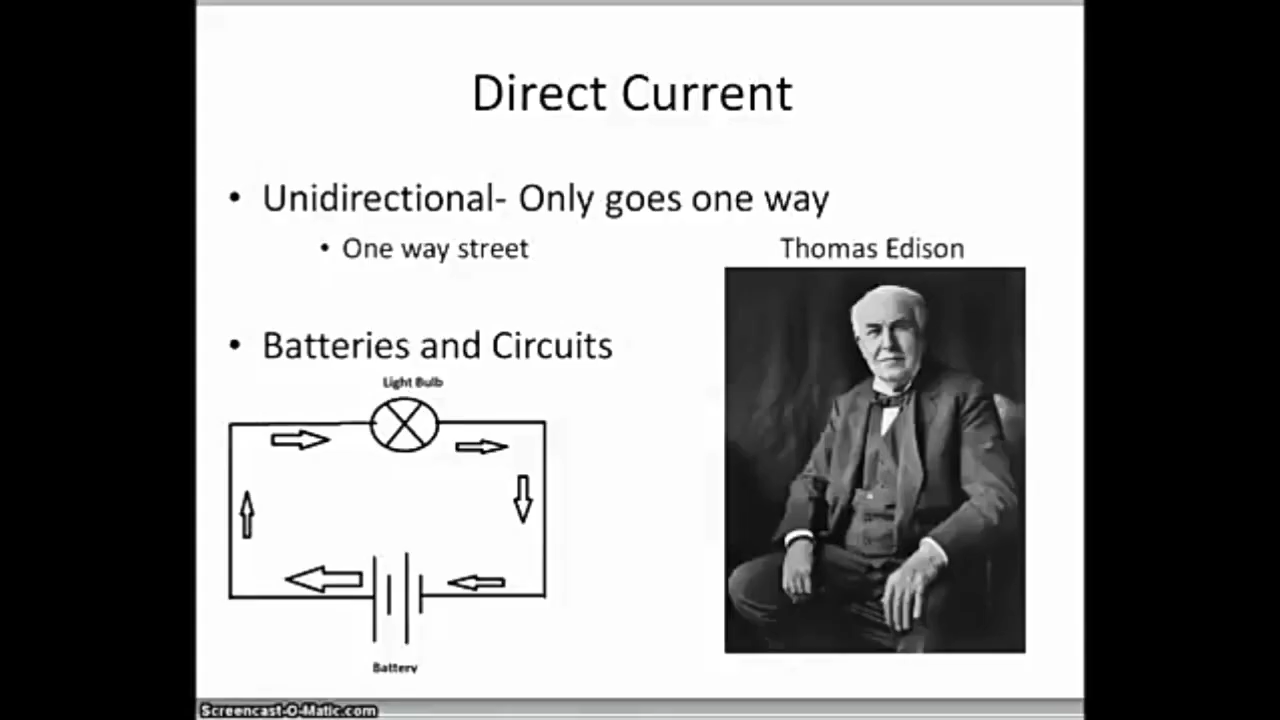 Direct Current
• Unidirectional- Only goes one way
• One way street
Thomas Edison
• Batteries and Circuits
Light Bulb
Battery
Screencast-O-Matic.com